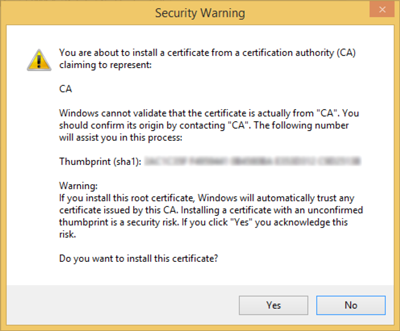 Security Warning
You are about to install a certificate from a certification authority (CA)
claiming to represent:
CA
Windows cannot validate that the certificate is actually from "CA". You
should confirm its origin by contacting "CA". The following number
will assist you in this process:
Thumbprint (sha1):
Warning:
If you install this root certificate, Windows will automatically trust any
certificate issued by this CA. Installing a certificate with an unconfirmed
thumbprint is a security risk. If you click "Yes" you acknowledge this
risk.
Do you want to install this certificate?
Yes
No